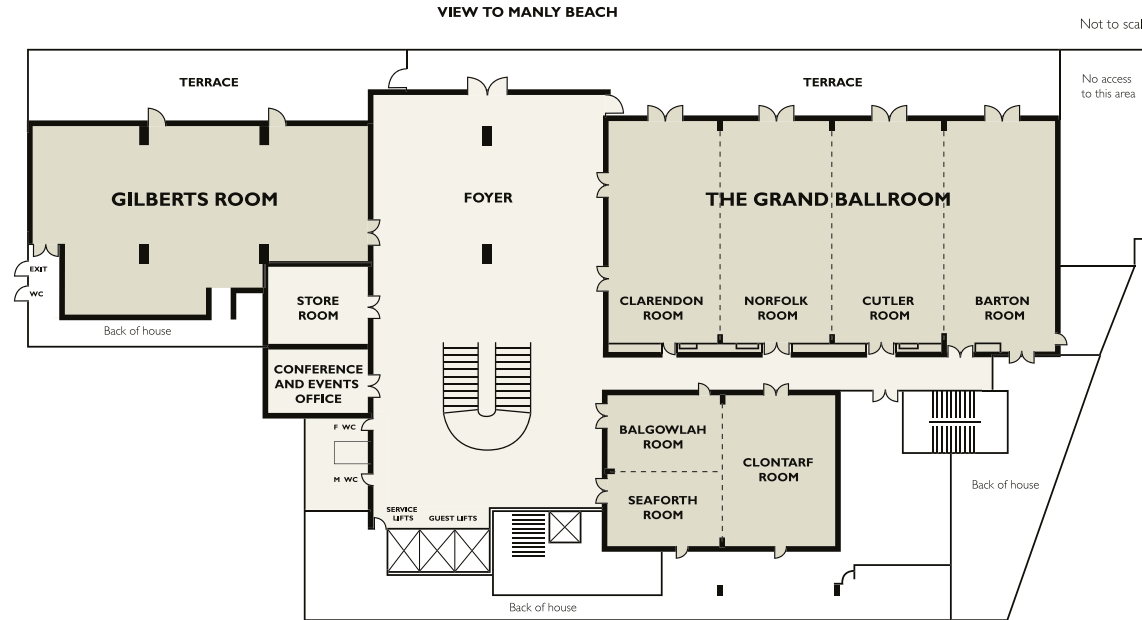 VIEW TO MANLY BEACH
Not to scal
TERRACE
TERRACE
No access
to this area
GILBERTS ROOM
FOYER
THE GRAND BALLROOM
EXIT
WC
STORE
ROOM
CLARENDON
ROOM
NORFOLK
ROOM
CUTLER
ROOM
BARTON
ROOM
Back of house
CONFERENCE
AND EVENTS
OFFICE
F WC
M WC
BALGOWLAH
ROOM
CLONTARF
ROOM
SEAFORTH
ROOM
Back of house
SERVICE
LIFTS
GUEST LIFTS
Back of house